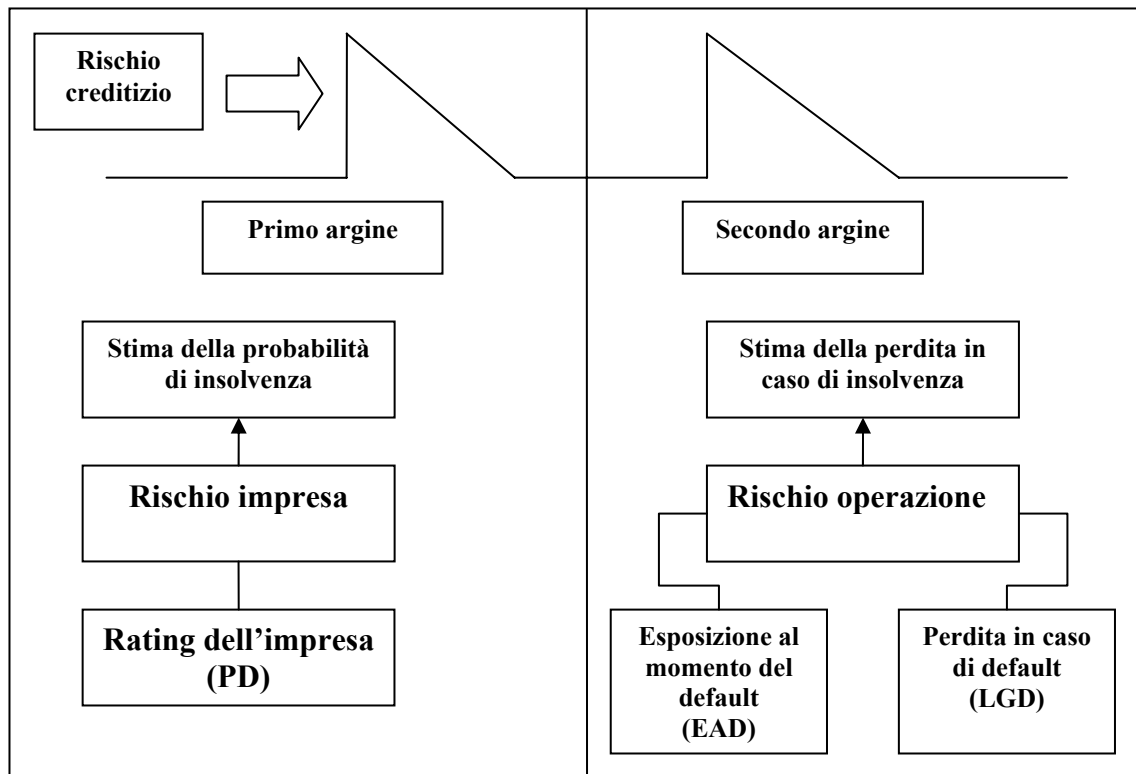 Rischio
creditizio
Primo argine
Secondo argine
Stima della probabilità
di insolvenza
Stima della perdita in
caso di insolvenza
Rischio impresa
Rischio operazione
Rating dell’impresa
(PD)
Esposizione al
momento del
default
(EAD)
Perdita in caso
di default
(LGD)